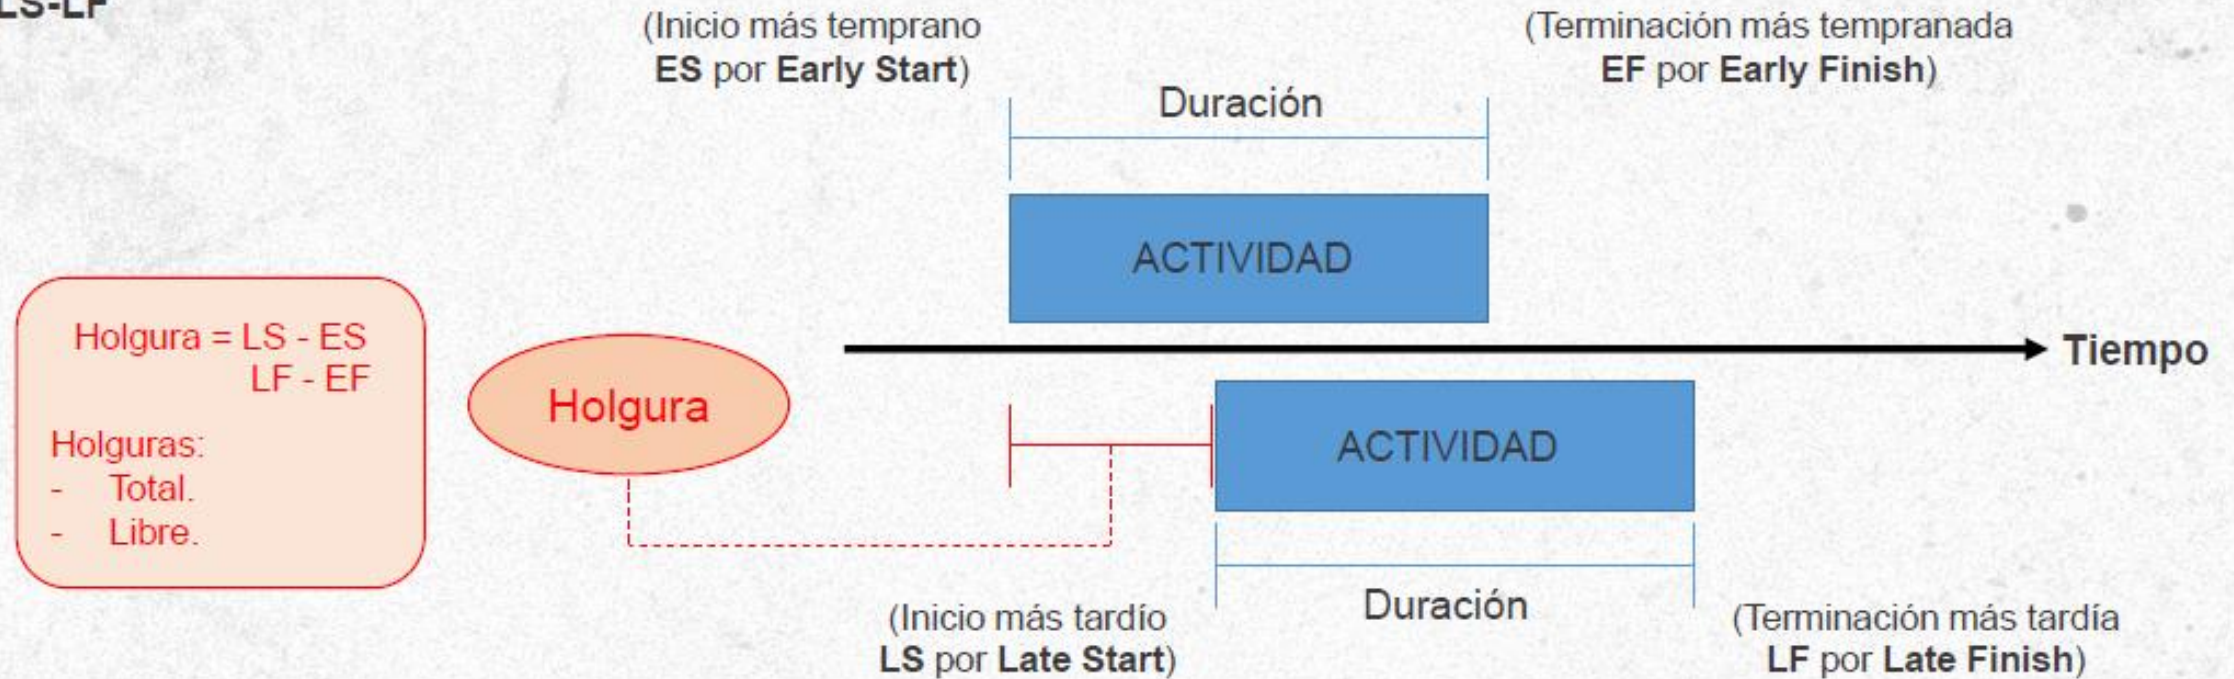 LS-LF
(Inicio más temprano
ES por Early Start)
(Terminación más tempranada
EF por Early Finish)
Duración
ACTIVIDAD
Tiempo
Holgura = LS - ES
LF - EF
Holguras:
- Total.
- Libre.
Holgura
ACTIVIDAD
Duración
(Inicio más tardío
LS por Late Start)
(Terminación más tardía
LF por Late Finish)